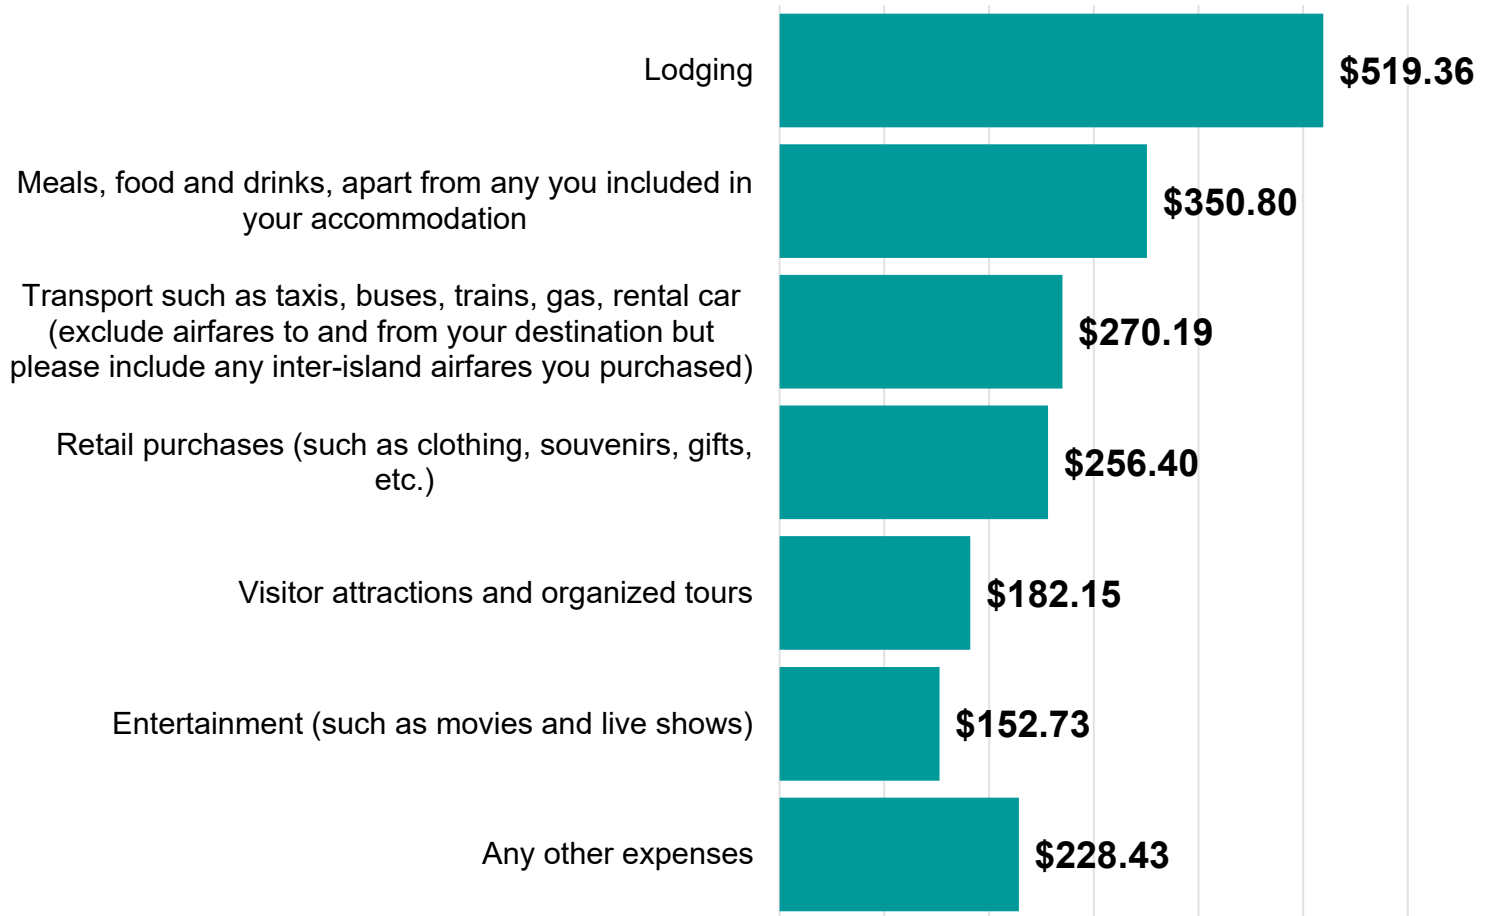 Lodging
$519.36
Meals, food and drinks, apart from any you included in
your accommodation
$350.80
Transport such as taxis, buses, trains, gas, rental car
(exclude airfares to and from your destination but
please include any inter-island airfares you purchased)
$270.19
Retail purchases (such as clothing, souvenirs, gifts,
etc.)
$256.40
Visitor attractions and organized tours
$182.15
Entertainment (such as movies and live shows)
$152.73
Any other expenses
$228.43